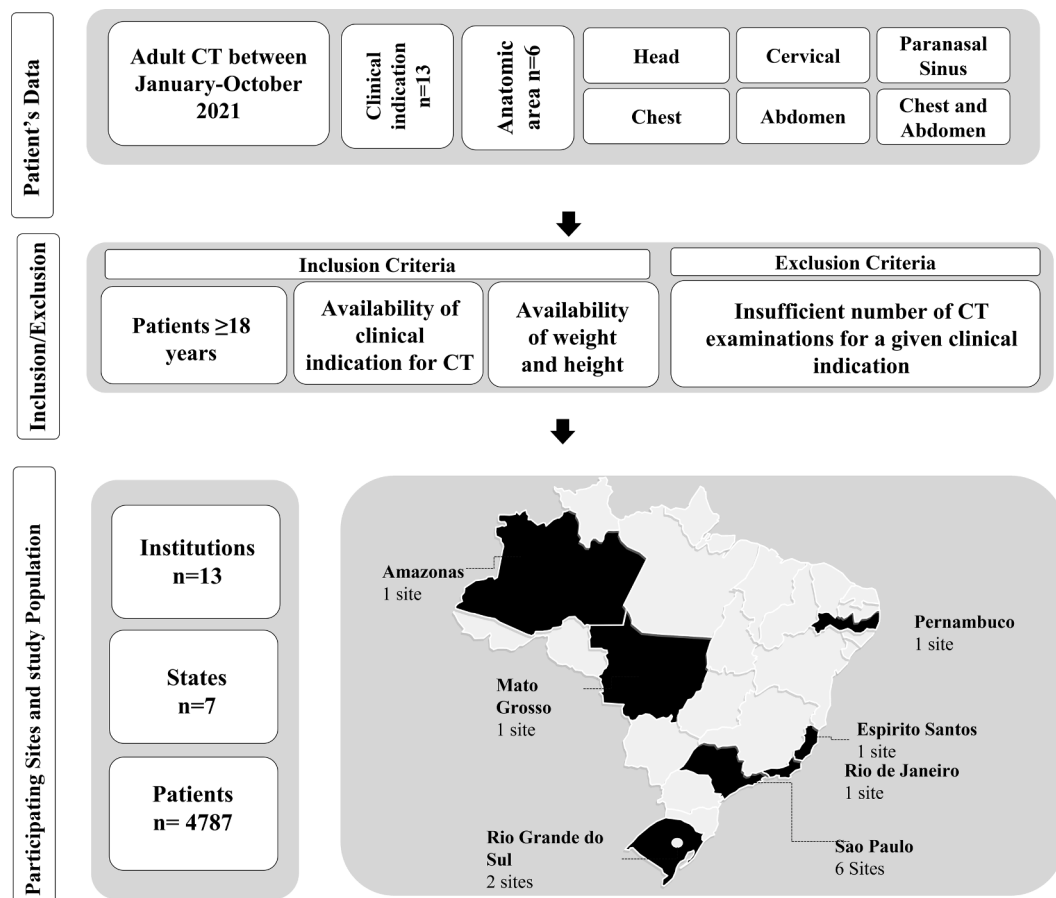 Patient's Data
Adult CT between
January-October
2021
Clinical
indication
n=13
Anatomic
area n=6
Head
Cervical
Paranasal
Sinus
Chest
Abdomen
Chest and
Abdomen
Inclusion/Exclusion
Inclusion Criteria
Exclusion Criteria
Patients ≥18
years
Availability of
clinical
indication for CT
Availability
of weight
and height
Insufficient number of CT
examinations for a given clinical
indication
Participating Sites and study Population
Institutions
n=13
States
n=7
Patients
n= 4787
Amazonas
1 site
Pernambuco
1 site
Mato
Grosso
1 site
Espirito Santos
1 site
Rio de Janeiro
1 site
Rio Grande do
Sul
2 sites
Sao Paulo
6 Sites